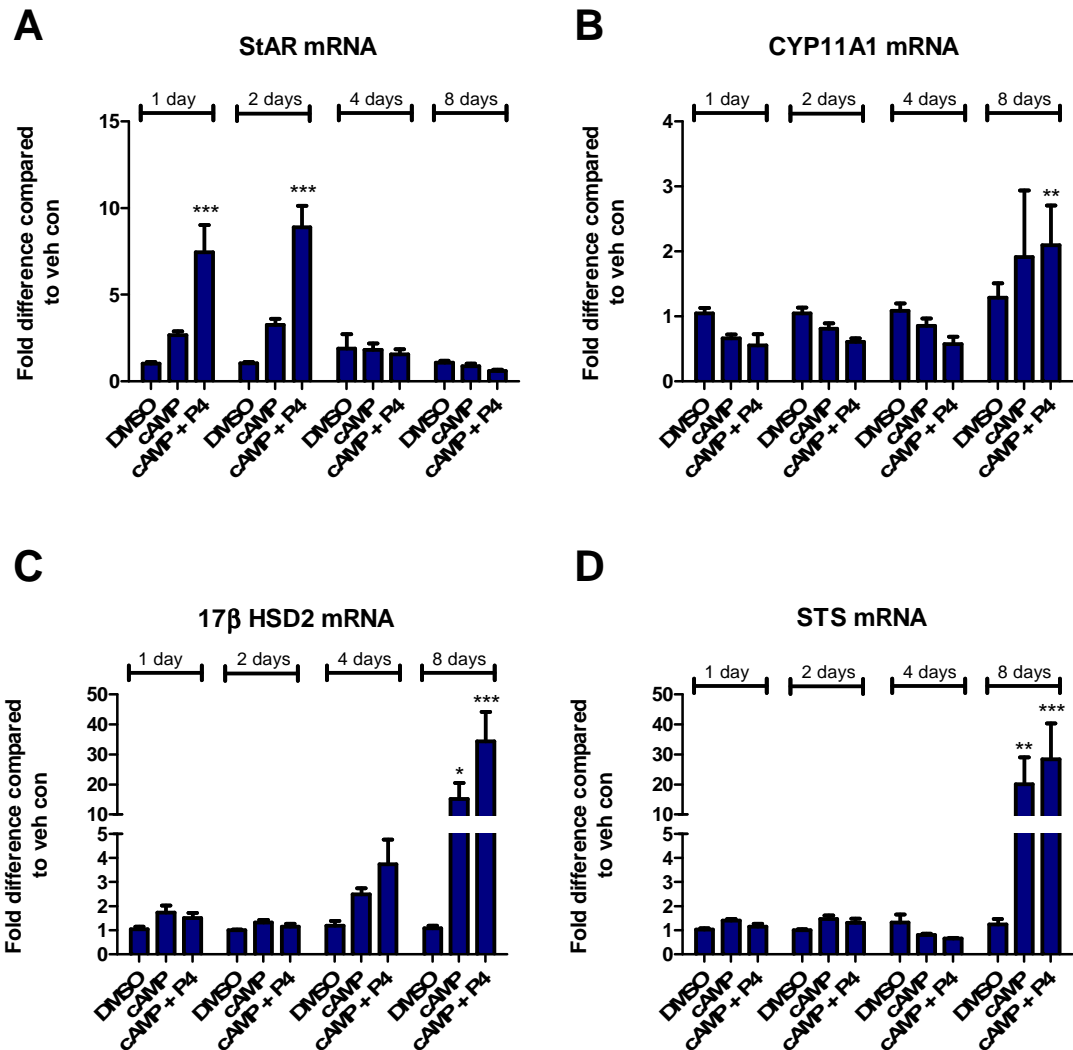 A
StAR mRNA
1 day
2 days
4 days
8 days
Fold difference compared
to veh con
15
10
5
0
***
***
DMSO
cAMP
cAMP + P4
DMSO
cAMP
cAMP + P4
DMSO
cAMP
cAMP + P4
DMSO
cAMP
cAMP + P4
B
CYP11A1 mRNA
1 day
2 days
4 days
8 days
Fold difference compared
to veh con
4
3
2
1
0
**
DMSO
cAMP
cAMP + P4
DMSO
cAMP
cAMP + P4
DMSO
cAMP
cAMP + P4
DMSO
cAMP
cAMP + P4
C
17β HSD2 mRNA
1 day
2 days
4 days
8 days
Fold difference compared
to veh con
50
40
30
20
10
5
4
3
2
1
0
*
***
DMSO
cAMP
cAMP + P4
DMSO
cAMP
cAMP + P4
DMSO
cAMP
cAMP + P4
DMSO
cAMP
cAMP + P4
D
STS mRNA
1 day
2 days
4 days
8 days
Fold difference compared
to veh con
50
40
30
20
10
5
4
3
2
1
0
**
***
DMSO
cAMP
cAMP + P4
DMSO
cAMP
cAMP + P4
DMSO
cAMP
cAMP + P4
DMSO
cAMP
cAMP + P4